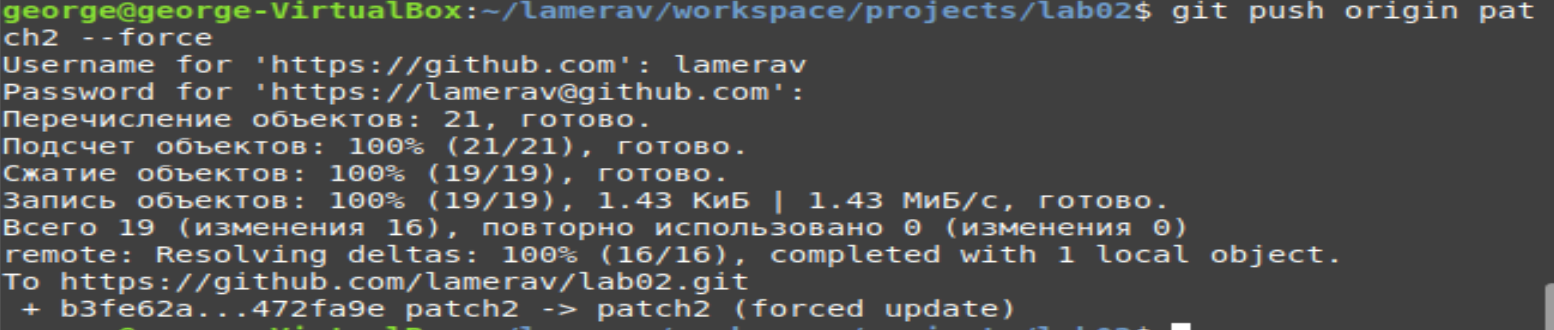 george@george-VirtualBox:~/lamerav/workspace/projects/lab02$ git push origin pat
ch2 --force
Username for 'https://github.com': lamerav
Password for 'https://lamerav@github.com':
Перечисление объектов: 21, готово.
Подсчет объектов: 100% (21/21), готово.
Сжатие объектов: 100% (19/19), готово.
Запись объектов: 100% (19/19), 1.43 КиБ | 1.43 МиБ/с, готово.
Всего 19 (изменения 16), повторно использовано 0 (изменения 0)
remote: Resolving deltas: 100% (16/16), completed with 1 local object.
To https://github.com/lamerav/lab02.git
 + b3fe62a...472fa9e patch2 -> patch2 (forced update)